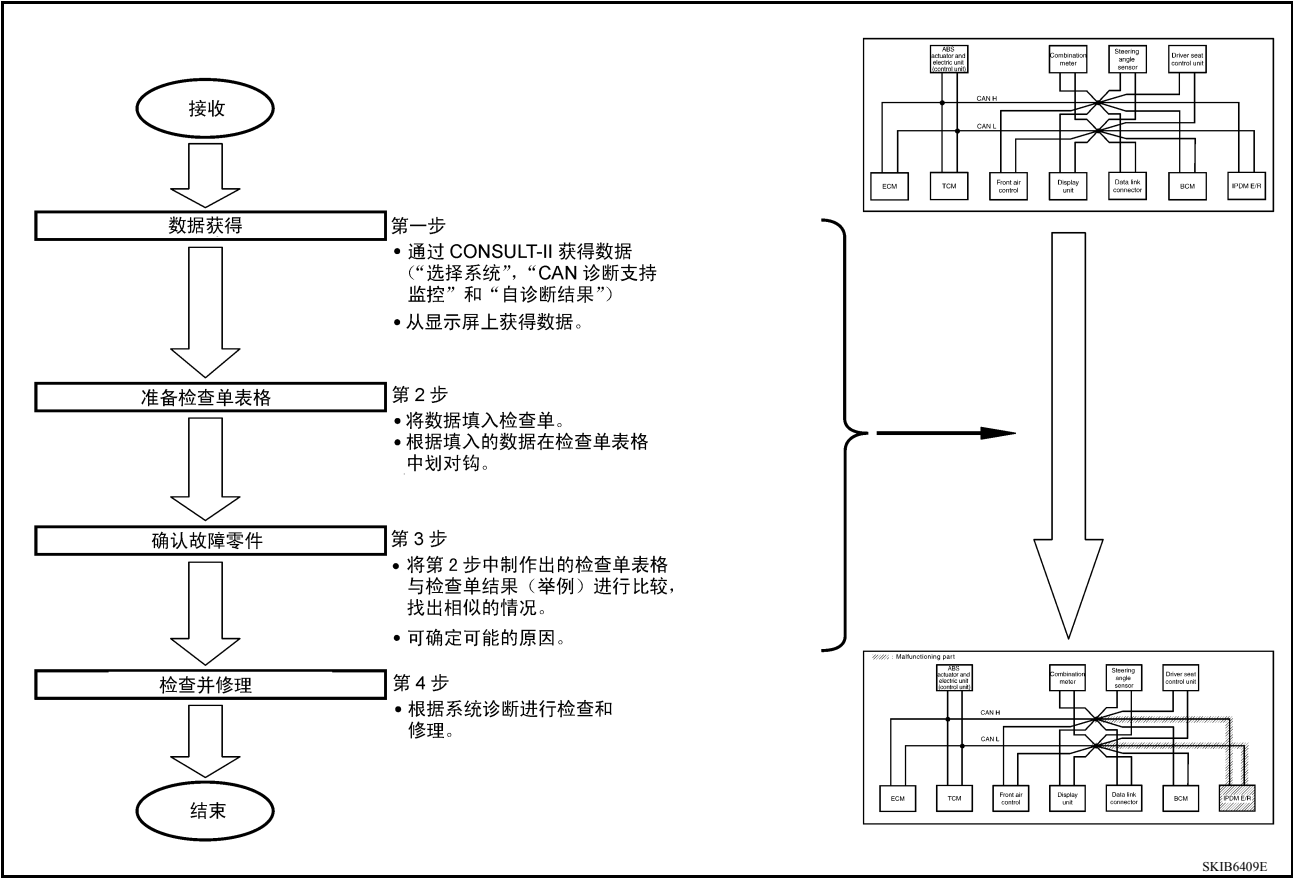 接收
数据获得
第一步
• 通过 CONSULT-II 获得数据
（“选择系统”，“CAN 诊断支持
监控”和“自诊断结果”）
• 从显示屏上获得数据。
准备检查单表格
第 2 步
• 将数据填入检查单。
• 根据填入的数据在检查单表格
中划对钩。
确认故障零件
第 3 步
• 将第 2 步中制作出的检查单表格
与检查单结果（举例）进行比较，
找出相似的情况。
• 可确定可能的原因。
检查并修理
第 4 步
• 根据系统诊断进行检查和
修理。
结束
ABS
actuator and
electric unit
(control unit)
Combination
meter
Steering
angle
sensor
Driver seat
control unit
CAN H
CAN L
ECM
TCM
Front air
control
Display
unit
Data link
connector
BCM
IPDM E/R
: Malfunctioning part
ABS
actuator and
electric unit
(control unit)
Combination
meter
Steering
angle
sensor
Driver seat
control unit
CAN H
CAN L
ECM
TCM
Front air
control
Display
unit
Data link
connector
BCM
IPDM E/R
SKIB6409E